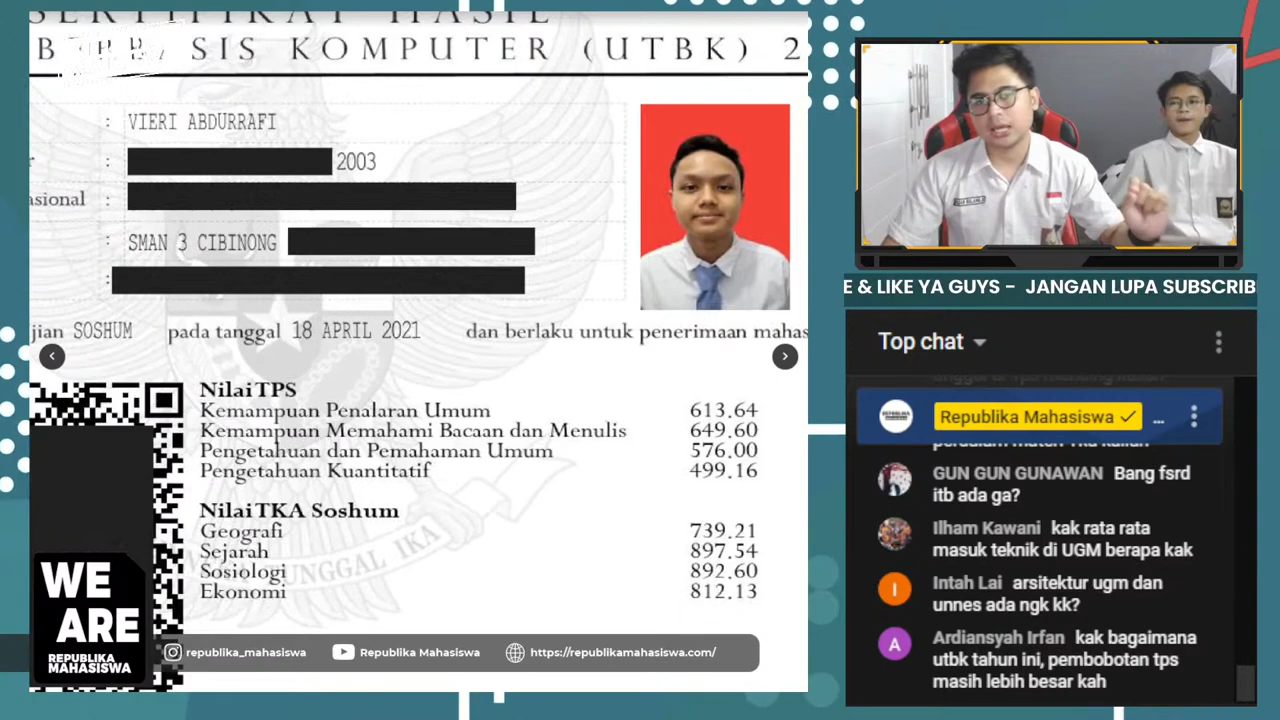 SERTIFIKAT HASIL
BERBASIS KOMPUTER (UTBK) 2
: VIERI ABDURRAFI
: 2003
asional :
: SMAN 3 CIBINONG
:
jian SOSHUM pada tanggal 18 APRIL 2021 dan berlaku untuk penerimaan mahas
Nilai TPS
Kemampuan Penalaran Umum 613.64
Kemampuan Memahami Bacaan dan Menulis 649.60
Pengetahuan dan Pemahaman Umum 576.00
Pengetahuan Kuantitatif 499.16
Nilai TKA Soshum
Geografi 739.21
Sejarah 897.54
Sosiologi 892.60
Ekonomi 812.13
TUNGGAL IKA
WE
ARE
REPUBLIKA
MAHASISWA
republika_mahasiswa
Republika Mahasiswa
https://republikamahasiswa.com/
E & LIKE YA GUYS - JANGAN LUPA SUBSCRIB
Top chat
Republika Mahasiswa ...
GUN GUN GUNAWAN Bang fsrd
itb ada ga?
Ilham Kawani kak rata rata
masuk teknik di UGM berapa kak
I
Intah Lai arsitektur ugm dan
unnes ada ngk kk?
A
Ardiansyah Irfan kak bagaimana
utbk tahun ini, pembobotan tps
masih lebih besar kah